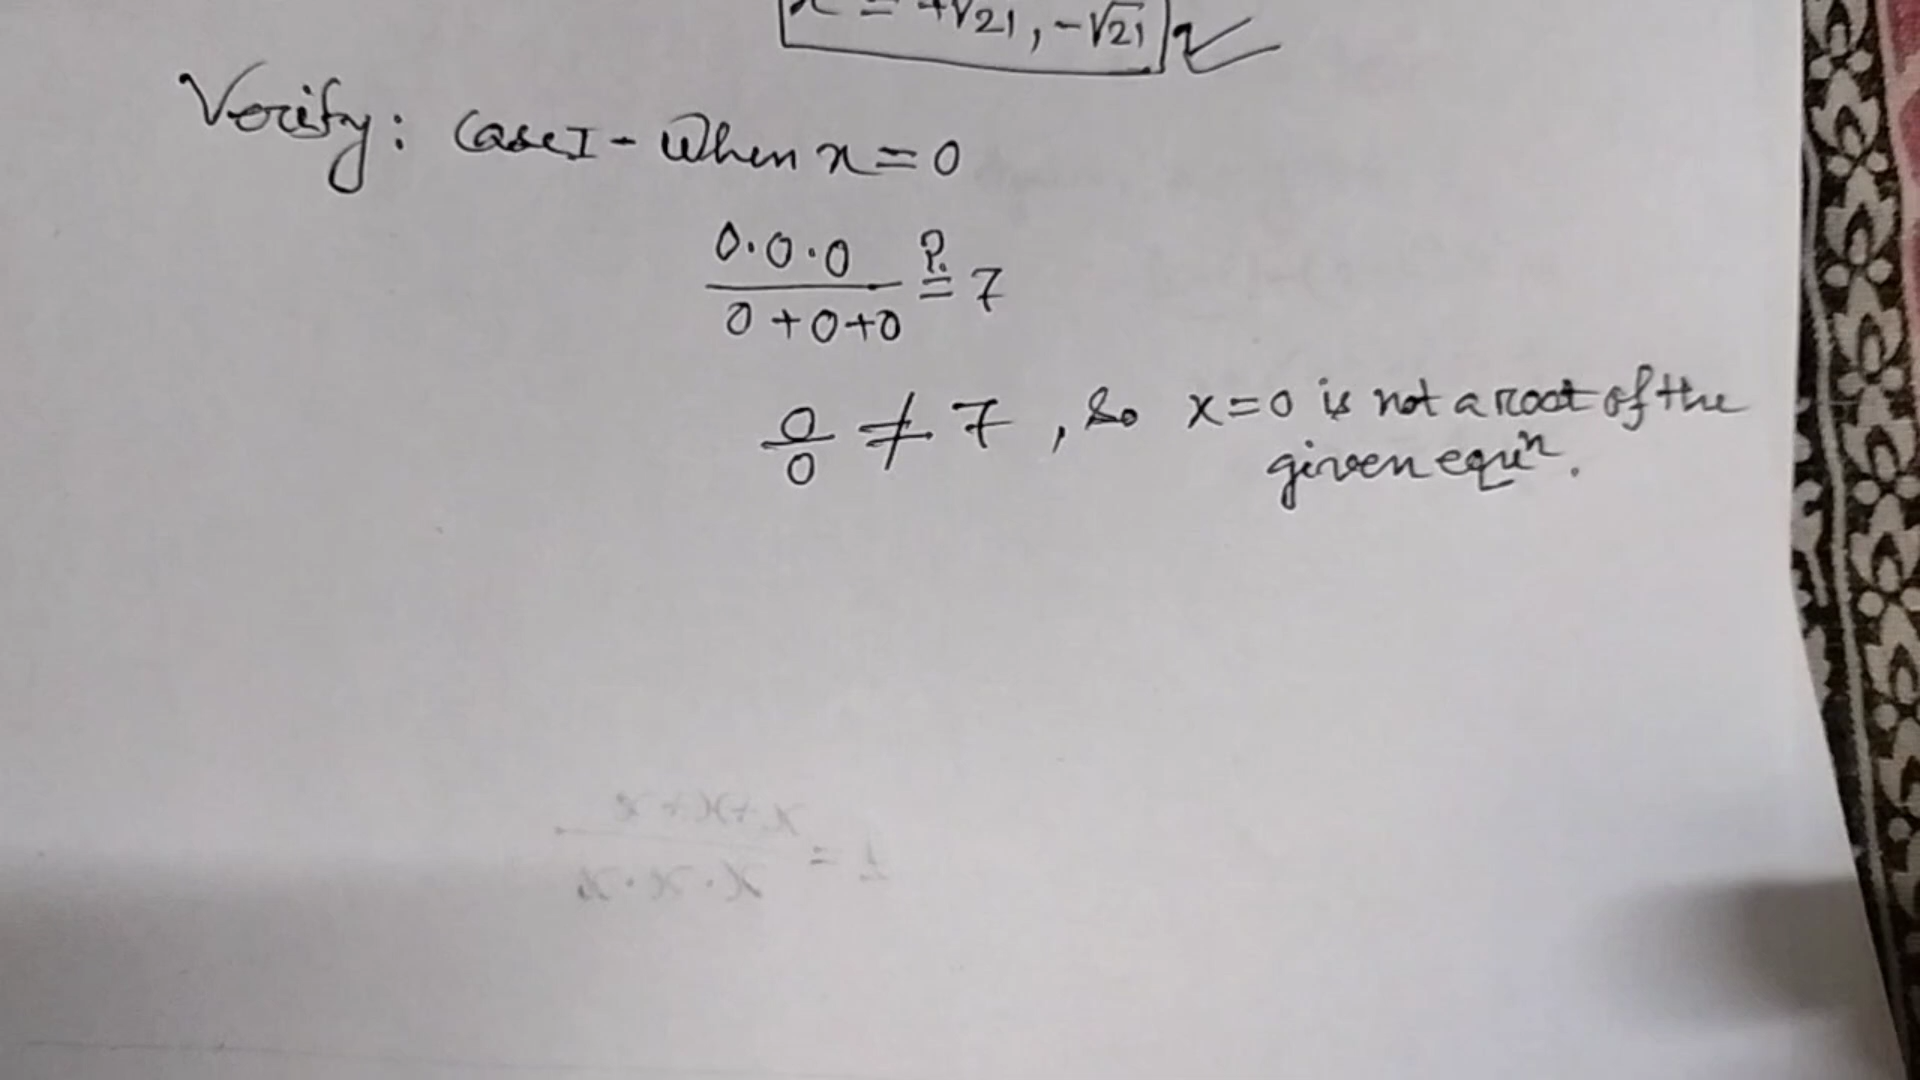 x = +√21, -√21
Verify: Case I - When x = 0
0·0·0 / 0+0+0 ?= 7
0/0 ≠ 7, So x=0 is not a root of the
given equiⁿ.